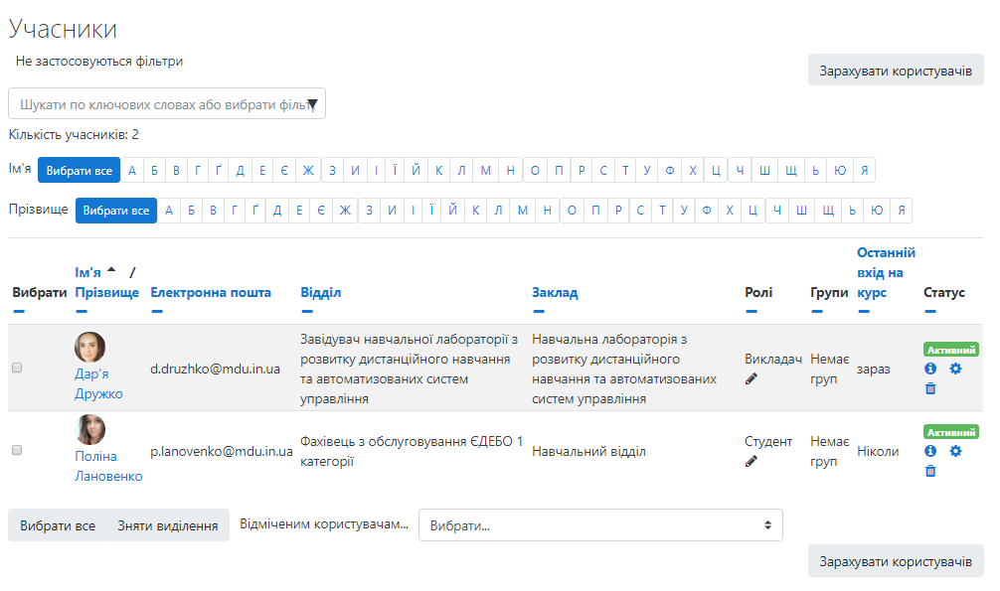 Учасники
Не застосовуються фільтри
Зарахувати користувачів
Шукати по ключових словах або вибрати фільтр
Кількість учасників: 2
Ім'я Вибрати все А Б В Г Ґ Д Е Є Ж З И І Ї Й К Л М Н О П Р С Т У Ф Х Ц Ч Ш Щ Ь Ю Я
Прізвище Вибрати все А Б В Г Ґ Д Е Є Ж З И І Ї Й К Л М Н О П Р С Т У Ф Х Ц Ч Ш Щ Ь Ю Я
Вибрати
Ім'я /
Прізвище
Електронна пошта
Відділ
Заклад
Ролі
Групи
Останній
вхід на
курс
Статус
Дар'я
Дружко
d.druzhko@mdu.in.ua
Завідувач навчальної лабораторії з
розвитку дистанційного навчання
та автоматизованих систем
управління
Навчальна лабораторія з
розвитку дистанційного
навчання та автоматизованих
систем управління
Викладач
Немає
груп
зараз
Активний
Поліна
Лановенко
p.lanovenko@mdu.in.ua
Фахівець з обслуговування ЄДЕБО 1
категорії
Навчальний відділ
Студент
Немає
груп
Ніколи
Активний
Вибрати все Зняти виділення Відміченим користувачам... Вибрати...
Зарахувати користувачів